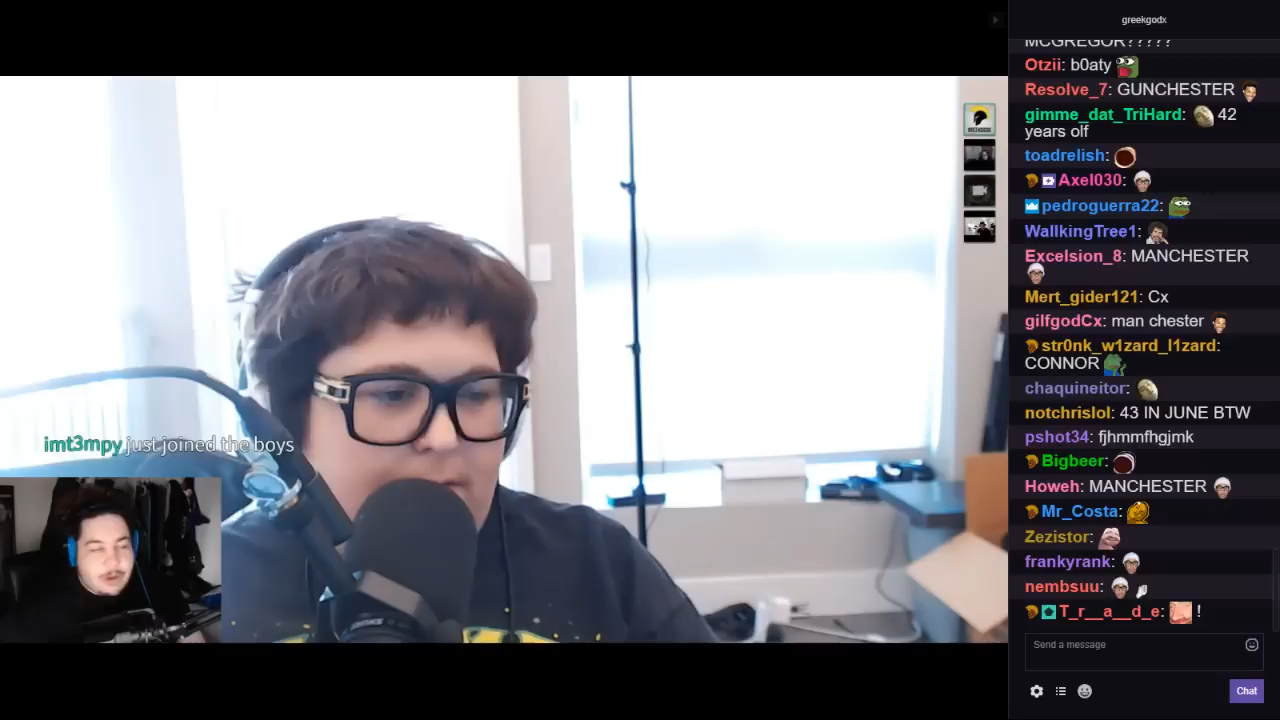 greekgodx
MCGREGOR?????
Otzii: b0aty
Resolve_7: GUNCHESTER
gimme_dat_TriHard: 42
years olf
toadrelish:
Axel030:
pedroguerra22:
WallkingTree1:
Excelsion_8: MANCHESTER
Mert_gider121: Cx
gilfgodCx: man chester
str0nk_w1zard_l1zard:
CONNOR
chaquineitor:
notchrislol: 43 IN JUNE BTW
pshot34: fjhmmfhgjmk
Bigbeer:
Howeh: MANCHESTER
Mr_Costa:
Zezistor:
frankyrank:
nembsuu:
T_r__a__d_e: !
Send a message
Chat
imt3mpy just joined the boys